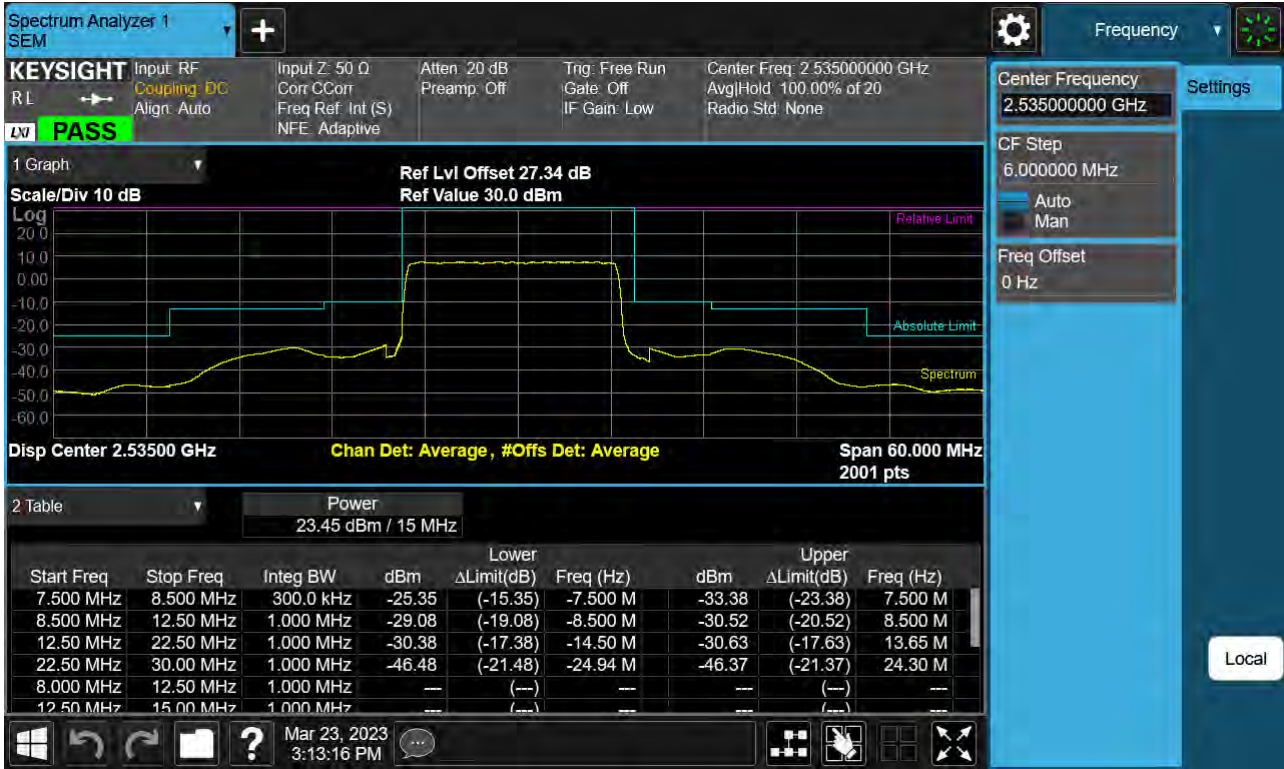 Spectrum Analyzer 1
SEM
Frequency
KEYSIGHT
R L
LXI
PASS
Input: RF
Coupling: DC
Align: Auto
Input Z: 50 Ω
Corr CCorr
Freq Ref: Int (S)
NFE: Adaptive
Atten: 20 dB
Preamp: Off
Trig: Free Run
Gate: Off
IF Gain: Low
Center Freq: 2.535000000 GHz
Avg|Hold: 100.00% of 20
Radio Std: None
Center Frequency
2.535000000 GHz
Settings
CF Step
6.000000 MHz
Auto
Man
Freq Offset
0 Hz
1 Graph
Scale/Div 10 dB
Ref Lvl Offset 27.34 dB
Ref Value 30.0 dBm
Log
20.0
10.0
0.00
-10.0
-20.0
-30.0
-40.0
-50.0
-60.0
Relative Limit
Absolute Limit
Spectrum
Disp Center 2.53500 GHz
Chan Det: Average, #Offs Det: Average
Span 60.000 MHz
2001 pts
2 Table
Power
23.45 dBm / 15 MHz
Lower Upper
Start Freq Stop Freq Integ BW dBm ΔLimit(dB) Freq (Hz) dBm ΔLimit(dB) Freq (Hz)
7.500 MHz 8.500 MHz 300.0 kHz -25.35 (-15.35) -7.500 M -33.38 (-23.38) 7.500 M
8.500 MHz 12.50 MHz 1.000 MHz -29.08 (-19.08) -8.500 M -30.52 (-20.52) 8.500 M
12.50 MHz 22.50 MHz 1.000 MHz -30.38 (-17.38) -14.50 M -30.63 (-17.63) 13.65 M
22.50 MHz 30.00 MHz 1.000 MHz -46.48 (-21.48) -24.94 M -46.37 (-21.37) 24.30 M
8.000 MHz 12.50 MHz 1.000 MHz --- (---) --- --- (---) ---
12.50 MHz 15.00 MHz 1.000 MHz --- (---) --- --- (---) ---
Local
Mar 23, 2023
3:13:16 PM